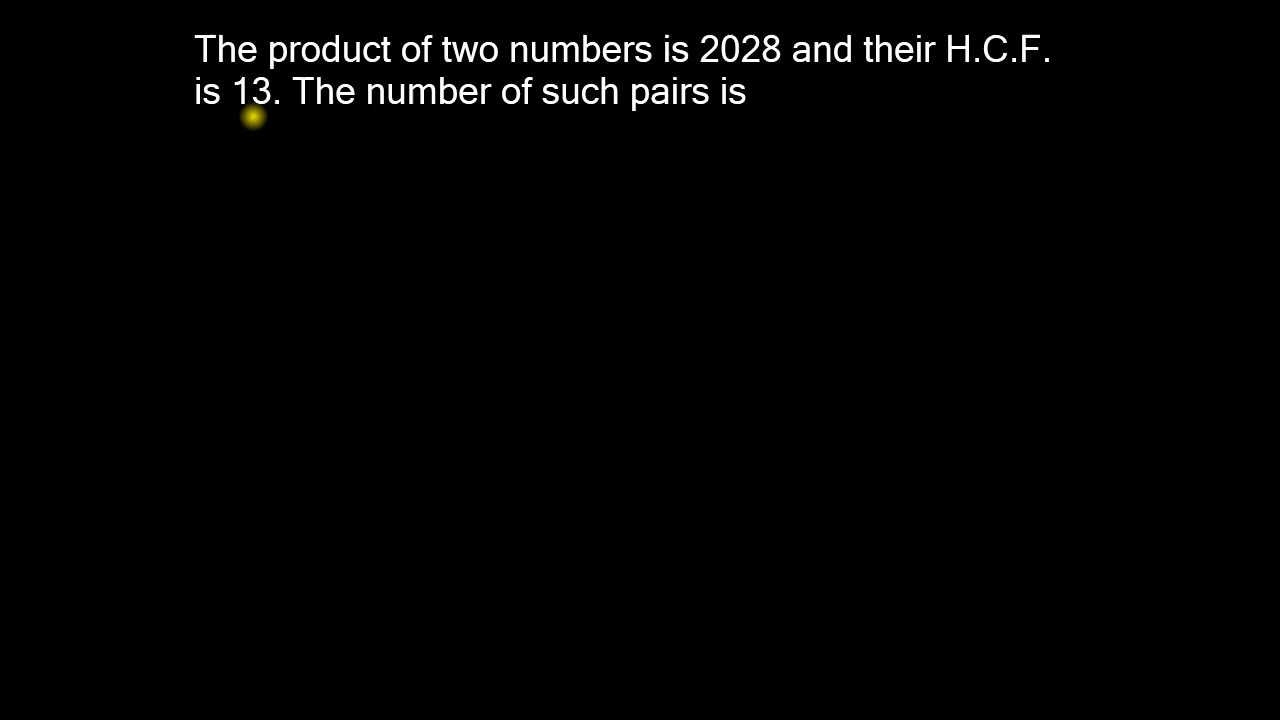 The product of two numbers is 2028 and their H.C.F.
is 13. The number of such pairs is